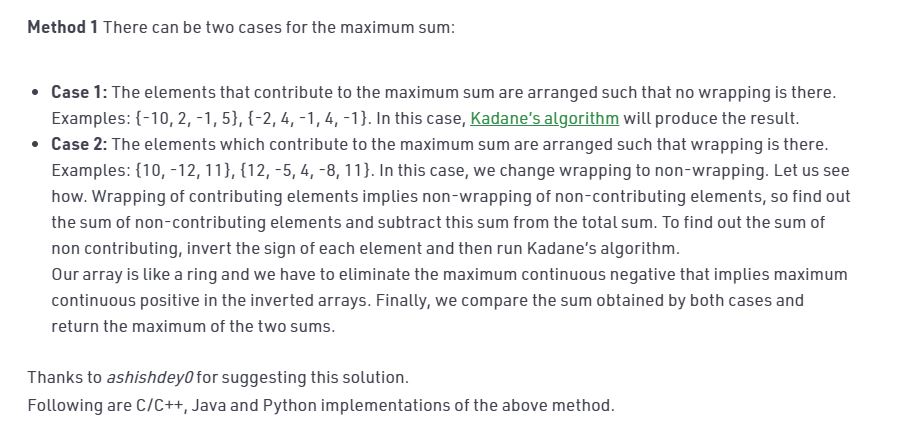 Method 1 There can be two cases for the maximum sum:
• Case 1: The elements that contribute to the maximum sum are arranged such that no wrapping is there.
Examples: {-10, 2, -1, 5}, {-2, 4, -1, 4, -1}. In this case, Kadane's algorithm will produce the result.
• Case 2: The elements which contribute to the maximum sum are arranged such that wrapping is there.
Examples: {10, -12, 11}, {12, -5, 4, -8, 11}. In this case, we change wrapping to non-wrapping. Let us see
how. Wrapping of contributing elements implies non-wrapping of non-contributing elements, so find out
the sum of non-contributing elements and subtract this sum from the total sum. To find out the sum of
non contributing, invert the sign of each element and then run Kadane's algorithm.
Our array is like a ring and we have to eliminate the maximum continuous negative that implies maximum
continuous positive in the inverted arrays. Finally, we compare the sum obtained by both cases and
return the maximum of the two sums.
Thanks to ashishdey0 for suggesting this solution.
Following are C/C++, Java and Python implementations of the above method.